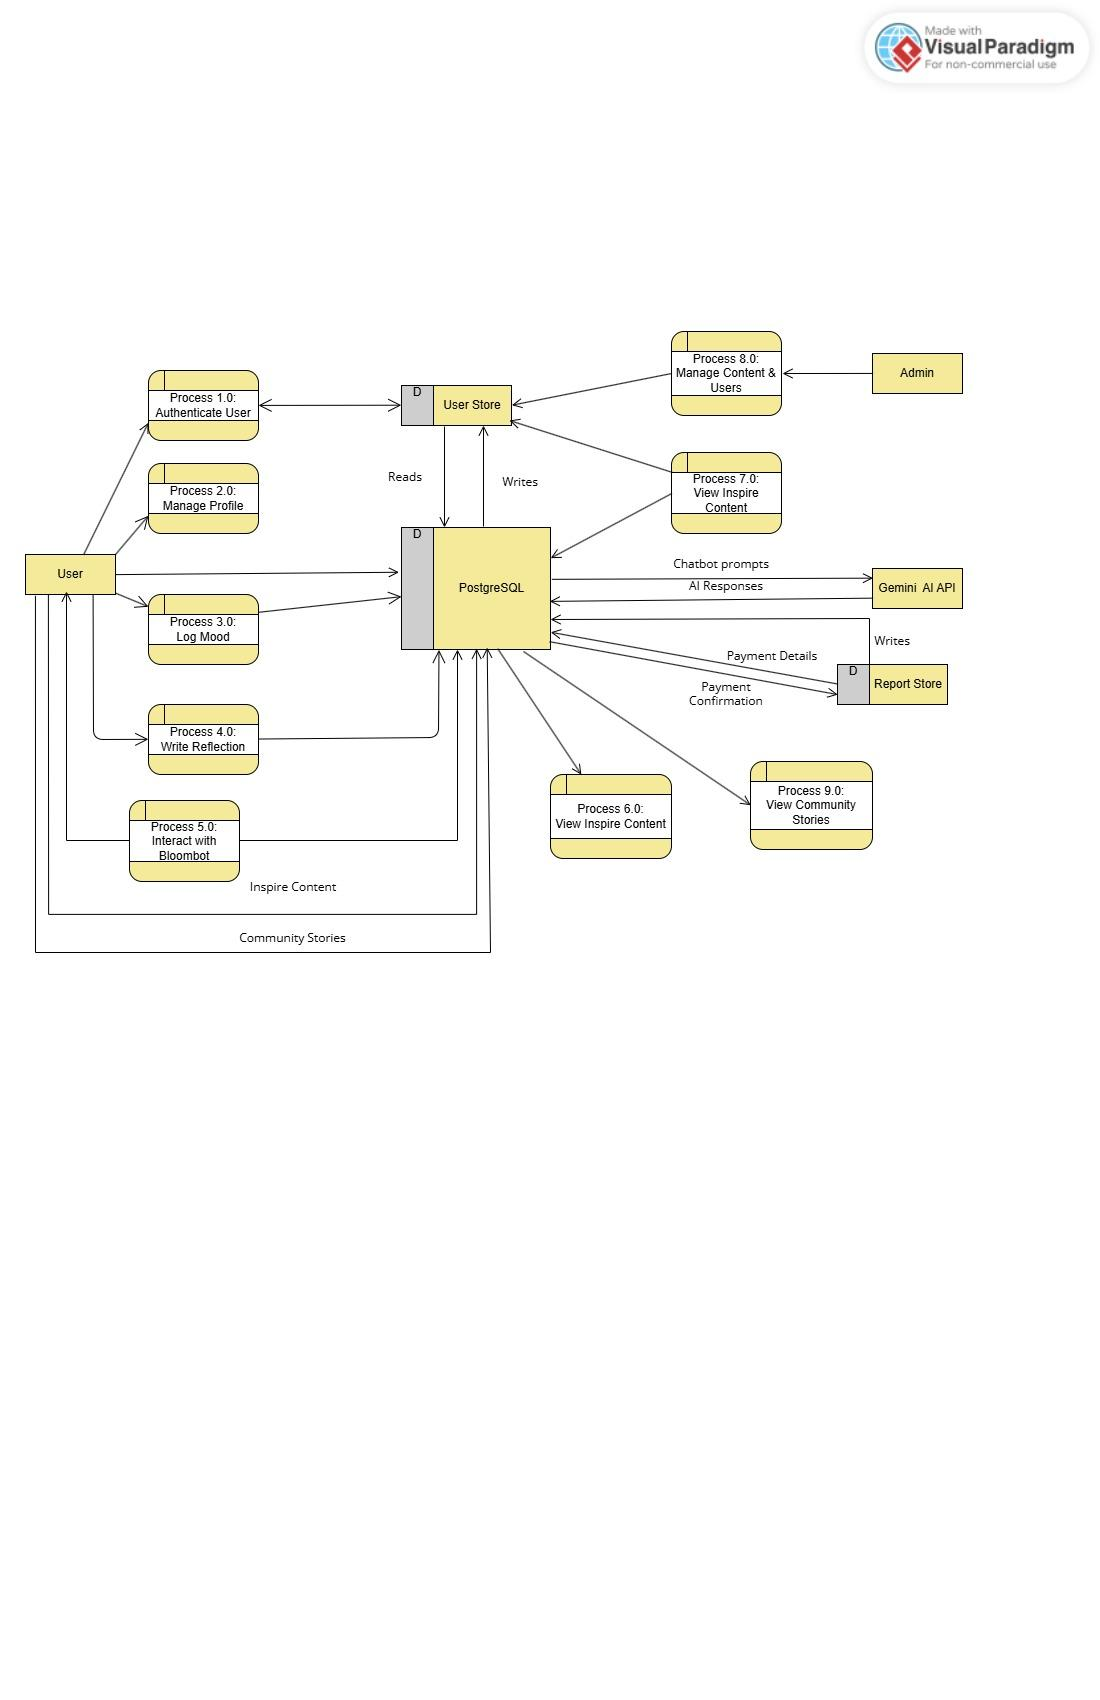 Made with
Visual Paradigm
For non-commercial use
Process 8.0:
Manage Content &
Users
Admin
Process 1.0:
Authenticate User
D
User Store
Reads
Writes
Process 7.0:
View Inspire
Content
Process 2.0:
Manage Profile
D
PostgreSQL
User
Chatbot prompts
AI Responses
Gemini AI API
Process 3.0:
Log Mood
Writes
Payment Details
D
Report Store
Payment
Confirmation
Process 4.0:
Write Reflection
Process 6.0:
View Inspire Content
Process 9.0:
View Community
Stories
Process 5.0:
Interact with
Bloombot
Inspire Content
Community Stories